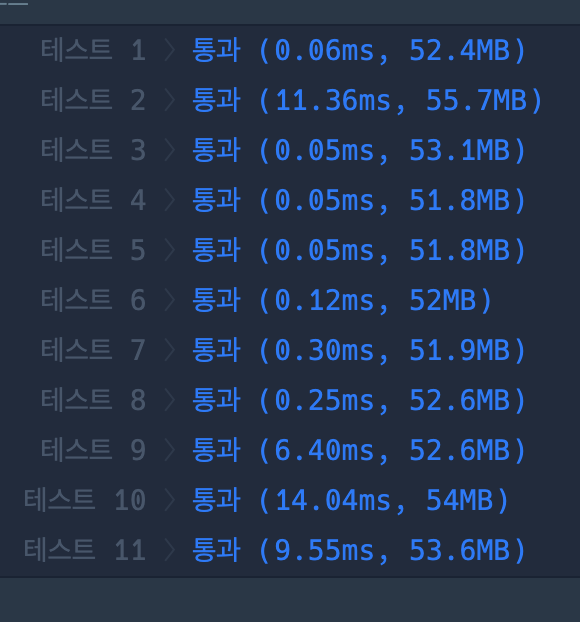 테스트 1 〉 통과 (0.06ms, 52.4MB)
테스트 2 〉 통과 (11.36ms, 55.7MB)
테스트 3 〉 통과 (0.05ms, 53.1MB)
테스트 4 〉 통과 (0.05ms, 51.8MB)
테스트 5 〉 통과 (0.05ms, 51.8MB)
테스트 6 〉 통과 (0.12ms, 52MB)
테스트 7 〉 통과 (0.30ms, 51.9MB)
테스트 8 〉 통과 (0.25ms, 52.6MB)
테스트 9 〉 통과 (6.40ms, 52.6MB)
테스트 10 〉 통과 (14.04ms, 54MB)
테스트 11 〉 통과 (9.55ms, 53.6MB)